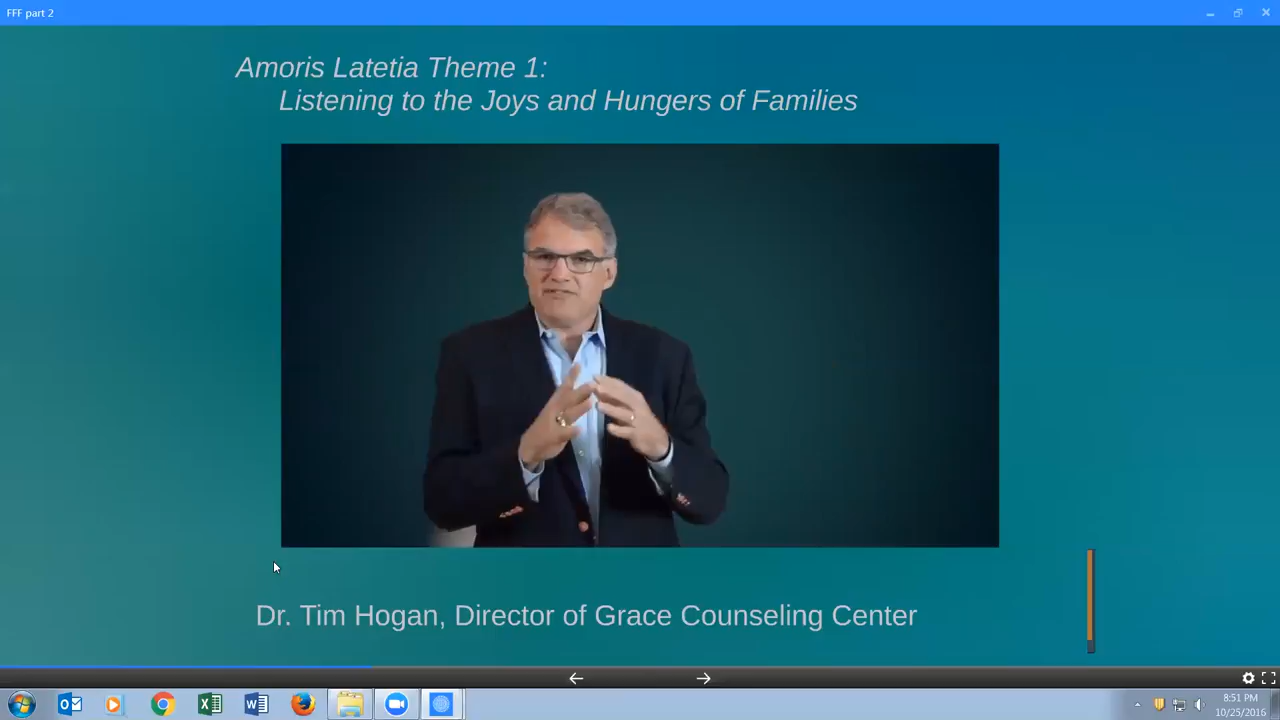 FFF part 2
Amoris Latetia Theme 1:
Listening to the Joys and Hungers of Families
Dr. Tim Hogan, Director of Grace Counseling Center
8:51 PM
10/25/2016